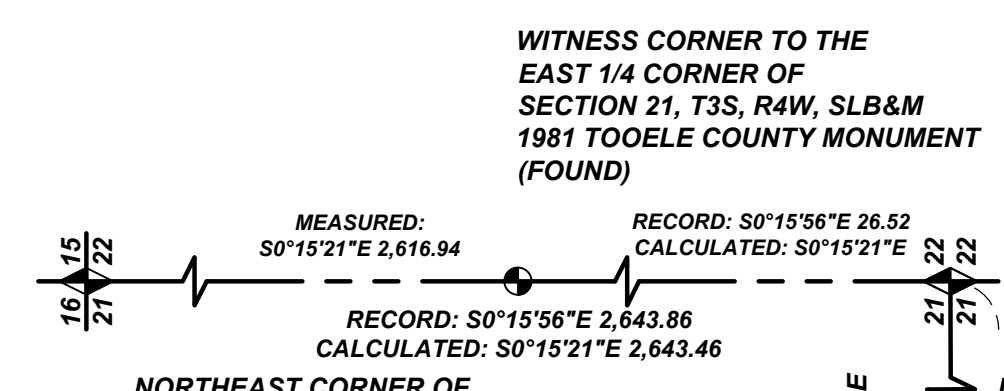 WITNESS CORNER TO THE
EAST 1/4 CORNER OF
SECTION 21, T3S, R4W, SLB&M
1981 TOOELE COUNTY MONUMENT
(FOUND)
MEASURED:
S0°15'21"E 2,616.94
RECORD: S0°15'56"E 26.52
CALCULATED: S0°15'21"E
15
22
16
21
22
22
21
21
RECORD: S0°15'56"E 2,643.86
CALCULATED: S0°15'21"E 2,643.46
NORTHEAST CORNER OF
E